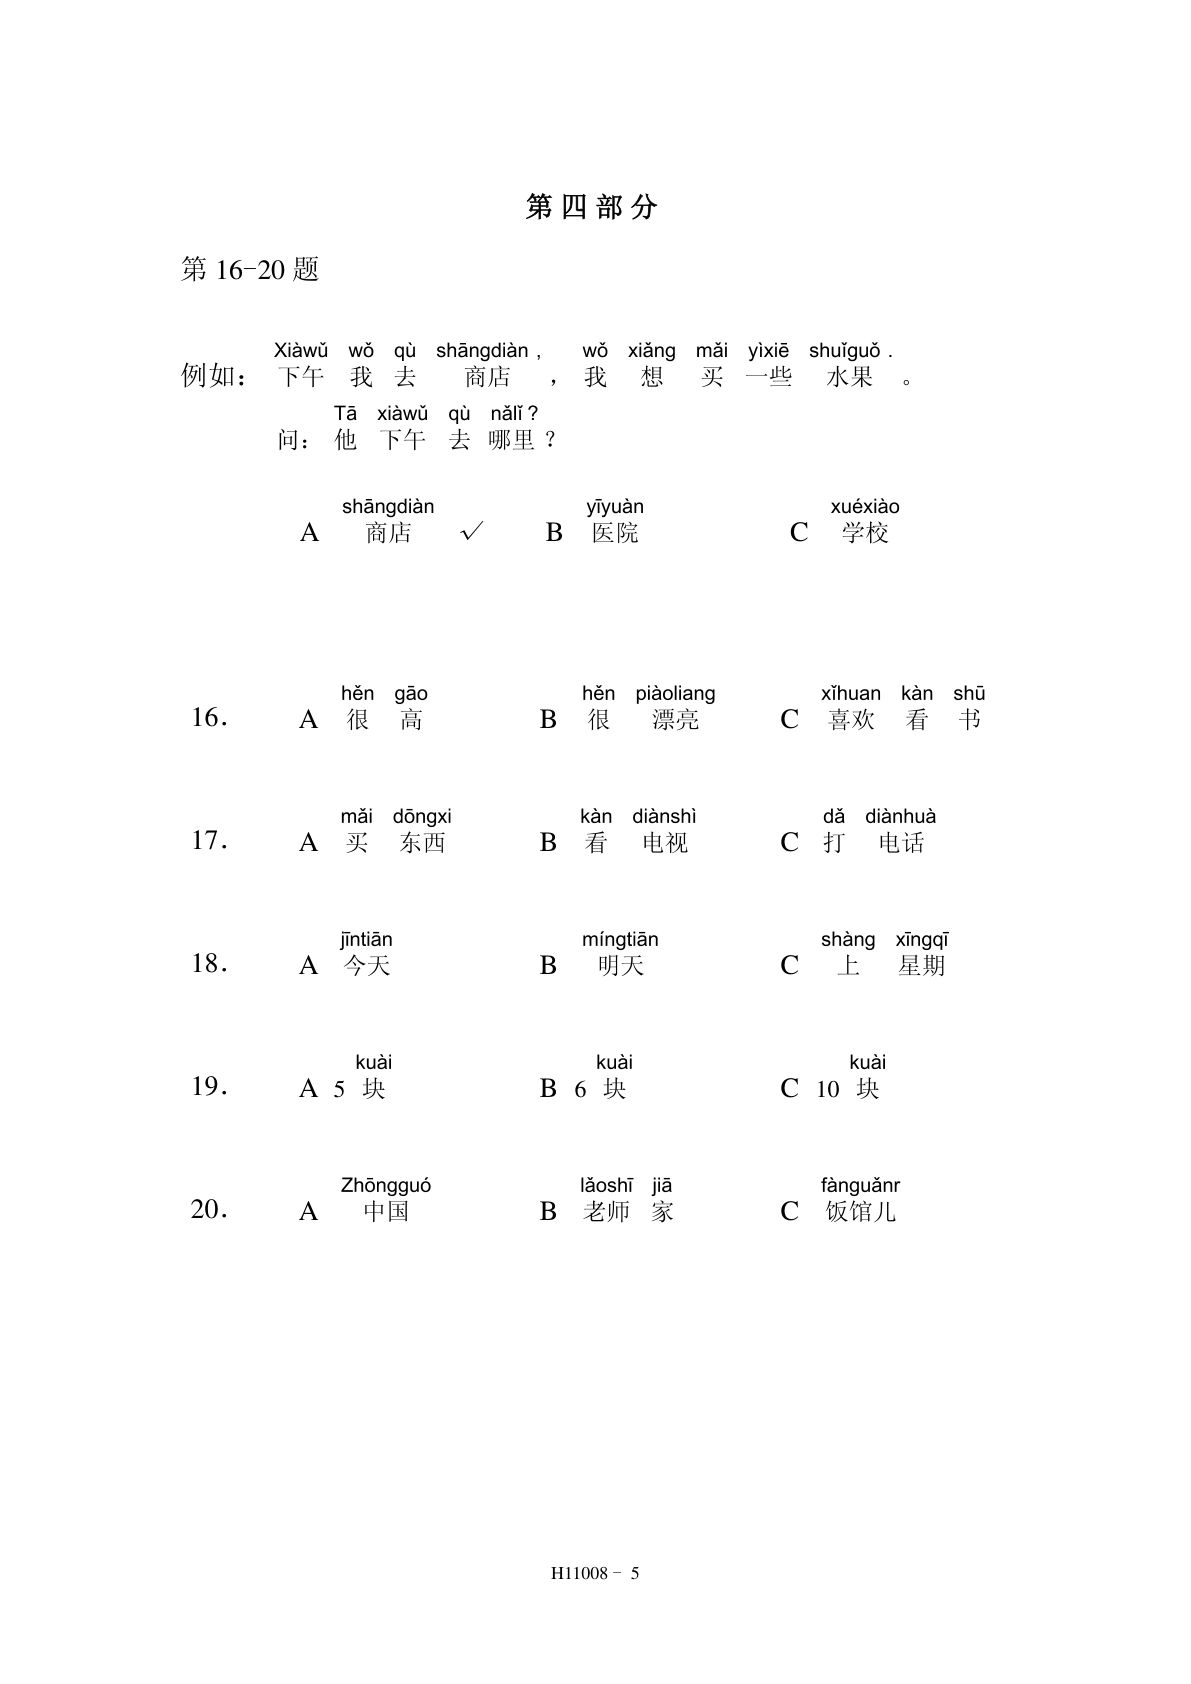 第四部分
第 16-20 题
Xiàwǔ wǒ qù shāngdiàn, wǒ xiǎng mǎi yìxiē shuǐguǒ.
例如： 下午 我 去 商店 ， 我 想 买 一些 水果 。
Tā xiàwǔ qù nǎlǐ?
问： 他 下午 去 哪里？
shāngdiàn yīyuàn xuéxiào
A 商店 √ B 医院 C 学校
hěn gāo hěn piàoliang xǐhuan kàn shū
16. A 很 高 B 很 漂亮 C 喜欢 看 书
mǎi dōngxi kàn diànshì dǎ diànhuà
17. A 买 东西 B 看 电视 C 打 电话
jīntiān míngtiān shàng xīngqī
18. A 今天 B 明天 C 上 星期
kuài kuài kuài
19. A 5 块 B 6 块 C 10 块
Zhōngguó lǎoshī jiā fànguǎnr
20. A 中国 B 老师 家 C 饭馆儿
H11008- 5